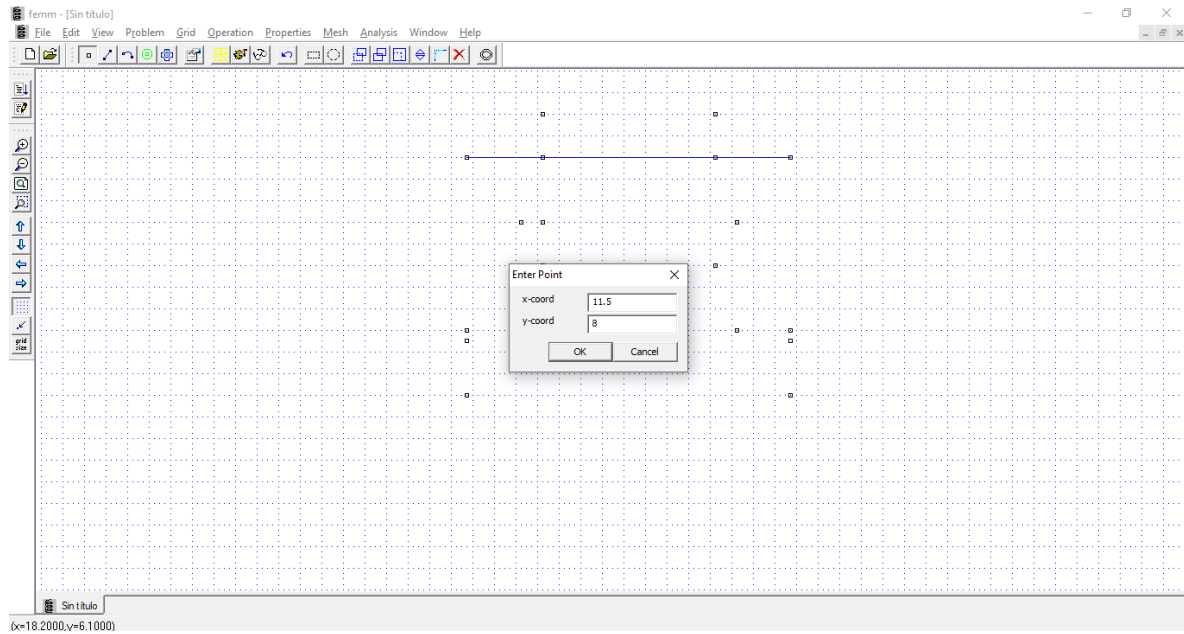 femm - [Sin título]
File Edit View Problem Grid Operation Properties Mesh Analysis Window Help
grid
size
Enter Point
x-coord 11.5
y-coord 8
OK Cancel
Sin título
(x=18.2000,y=6.1000)